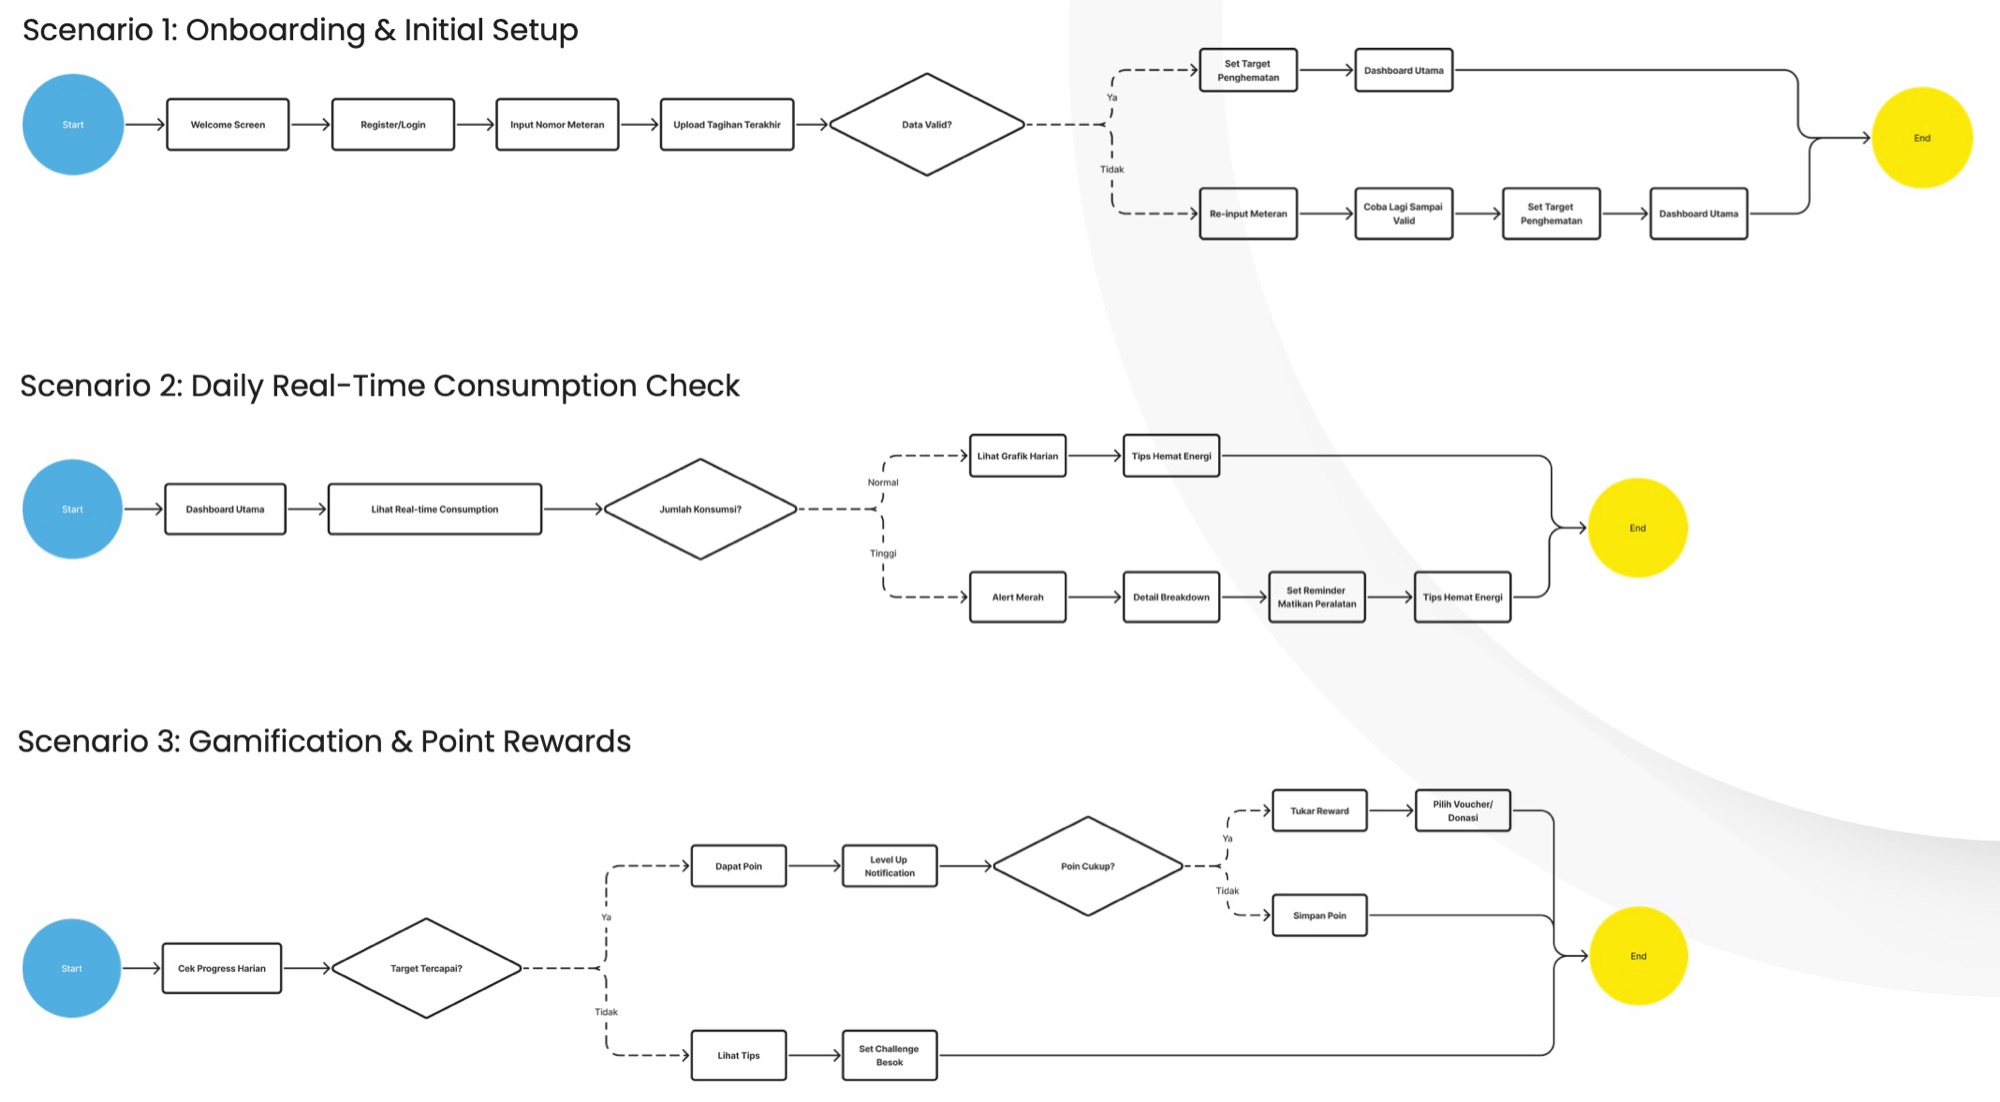 Scenario 1: Onboarding & Initial Setup
Start
Welcome Screen
Register/Login
Input Nomor Meteran
Upload Tagihan Terakhir
Data Valid?
Ya
Set Target
Penghematan
Dashboard Utama
Tidak
Re-input Meteran
Coba Lagi Sampai
Valid
Set Target
Penghematan
Dashboard Utama
End
Scenario 2: Daily Real-Time Consumption Check
Start
Dashboard Utama
Lihat Real-time Consumption
Jumlah Konsumsi?
Normal
Lihat Grafik Harian
Tips Hemat Energi
Tinggi
Alert Merah
Detail Breakdown
Set Reminder
Matikan Peralatan
Tips Hemat Energi
End
Scenario 3: Gamification & Point Rewards
Start
Cek Progress Harian
Target Tercapai?
Ya
Dapat Poin
Level Up
Notification
Poin Cukup?
Ya
Tukar Reward
Pilih Voucher/
Donasi
Tidak
Simpan Poin
Tidak
Lihat Tips
Set Challenge
Besok
End